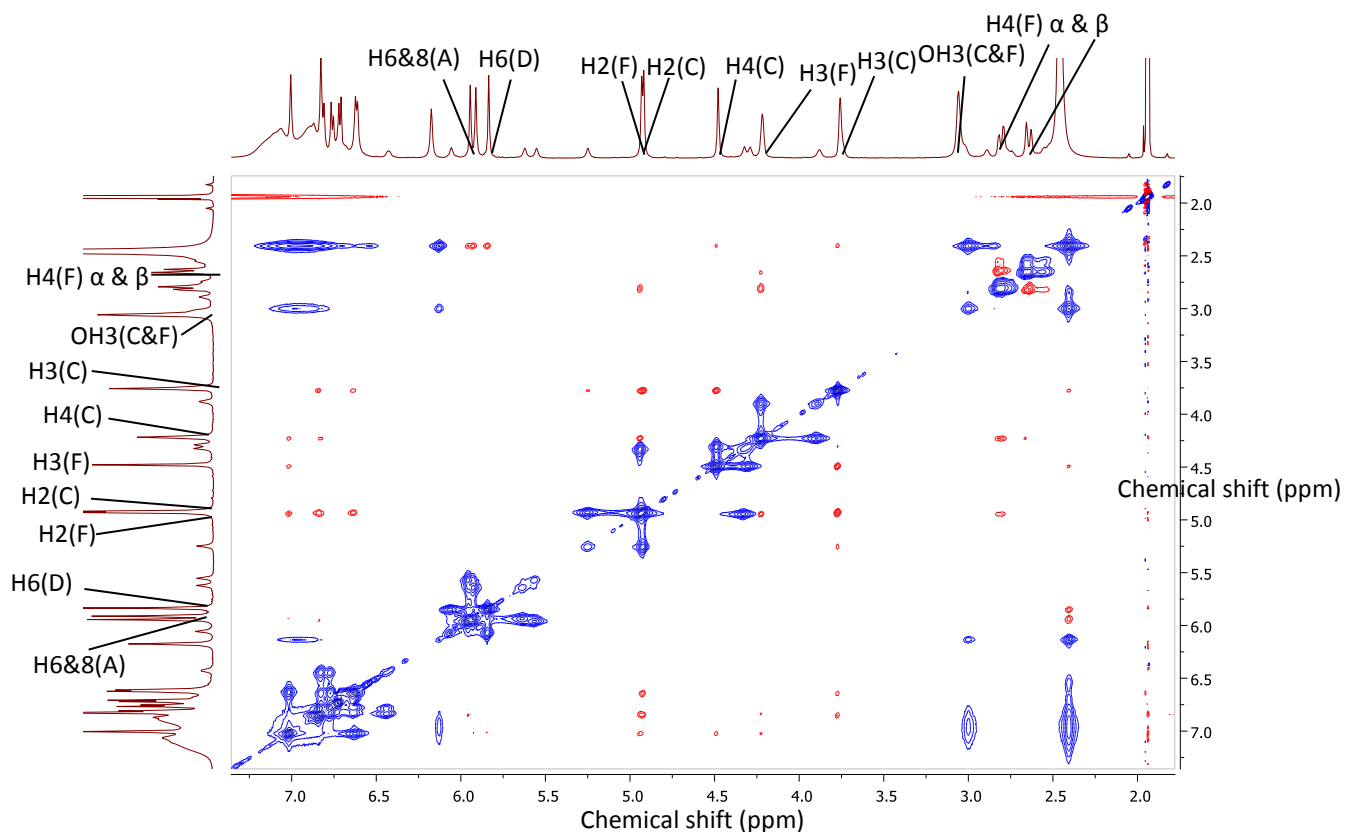 H4(F) α & β
H6&8(A)
H6(D)
H2(F)
H2(C)
H4(C)
H3(F)
H3(C)
OH3(C&F)
H4(F) α & β
OH3(C&F)
H3(C)
H4(C)
H3(F)
H2(C)
H2(F)
H6(D)
H6&8(A)
2.0
2.5
3.0
3.5
4.0
4.5
5.0
5.5
6.0
6.5
7.0
Chemical shift (ppm)
7.0 6.5 6.0 5.5 5.0 4.5 4.0 3.5 3.0 2.5 2.0
Chemical shift (ppm)